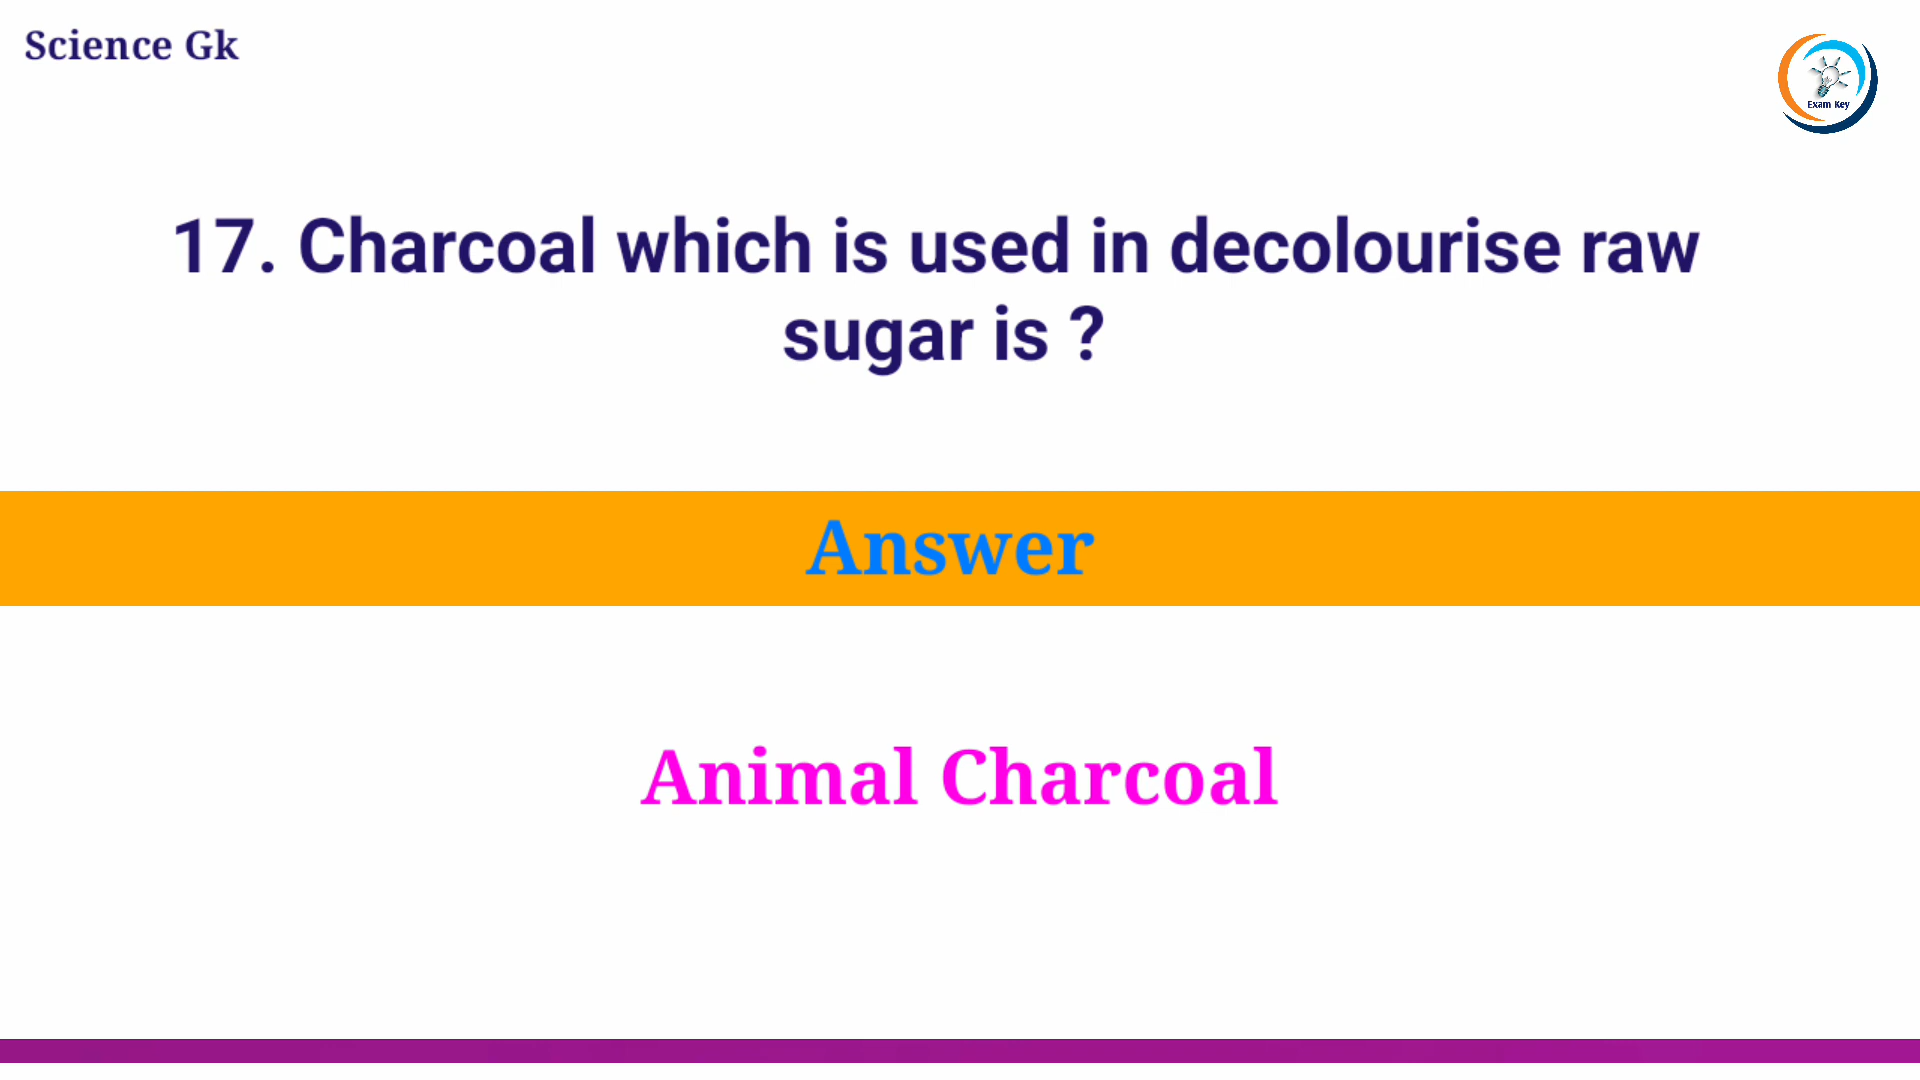 Science Gk
Exam Key
17. Charcoal which is used in decolourise raw
sugar is ?
Answer
Animal Charcoal